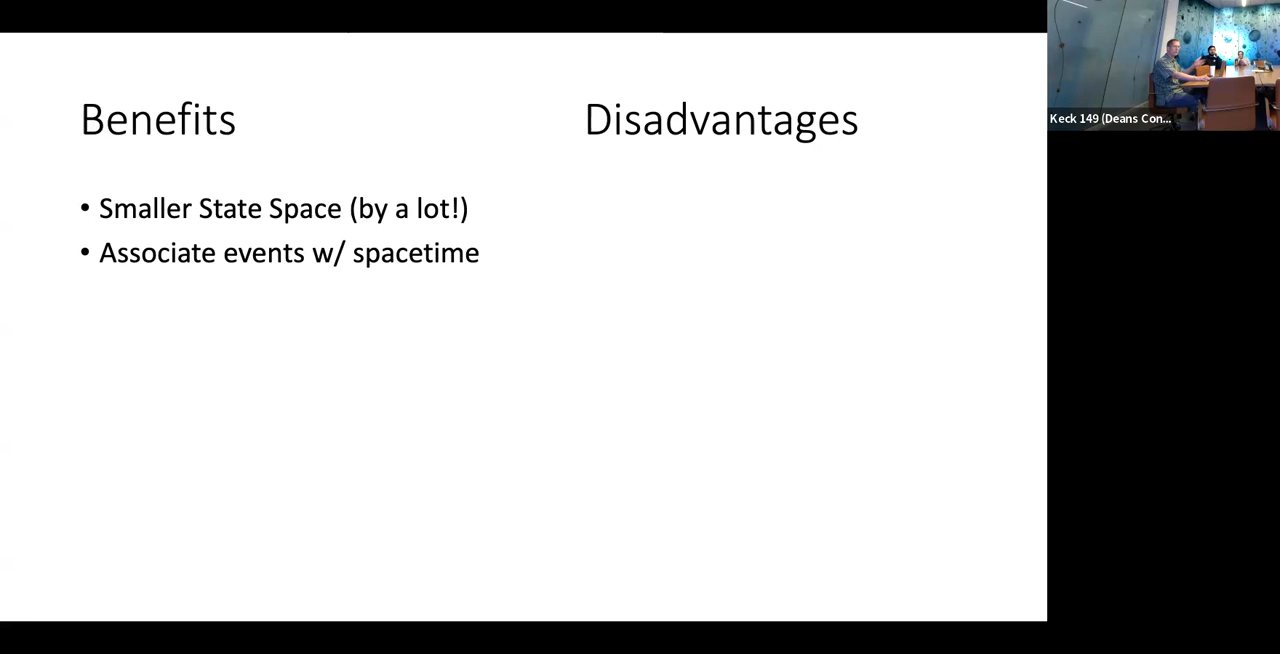 Benefits
• Smaller State Space (by a lot!)
• Associate events w/ spacetime
Disadvantages
Keck 149 (Deans Con...